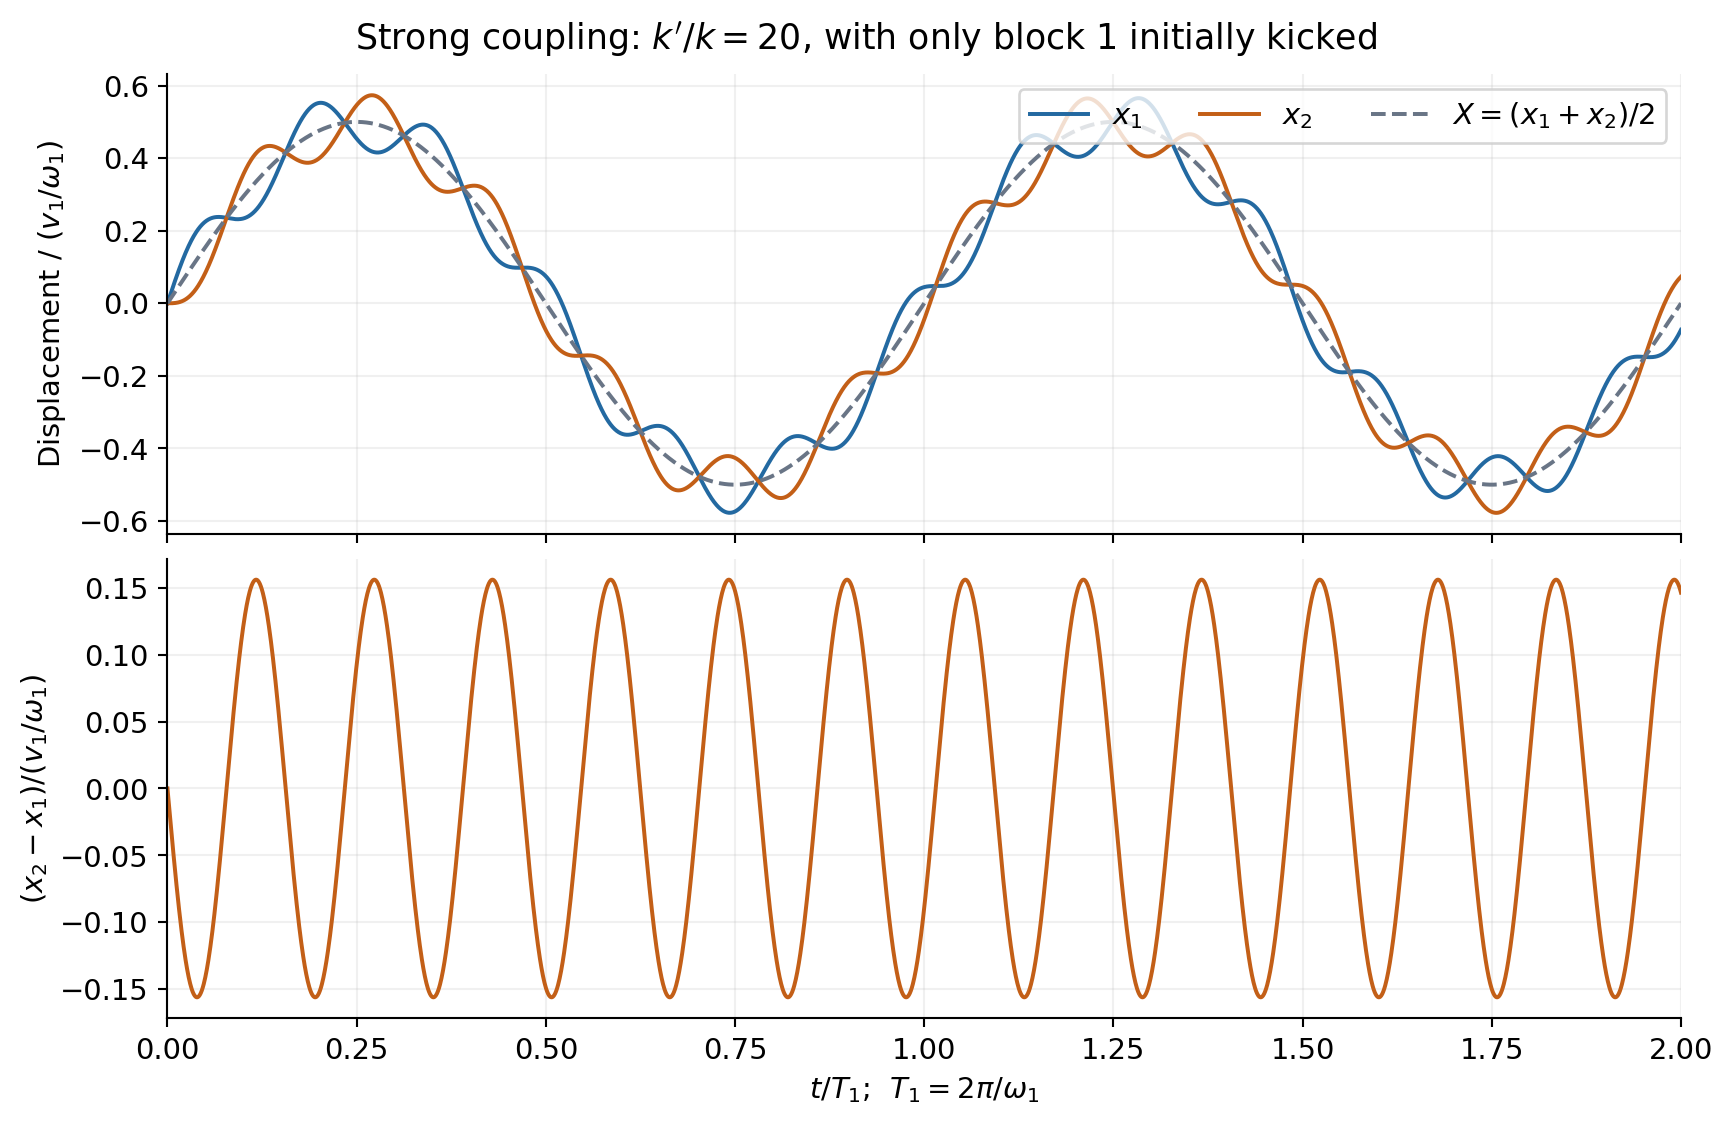 Strong coupling: k′/k = 20, with only block 1 initially kicked
Displacement / (v₁/ω₁)
0.6
0.4
0.2
0.0
−0.2
−0.4
−0.6
x₁
x₂
X = (x₁ + x₂)/2
(x₂ − x₁)/(v₁/ω₁)
0.15
0.10
0.05
0.00
−0.05
−0.10
−0.15
0.00 0.25 0.50 0.75 1.00 1.25 1.50 1.75 2.00
t/T₁; T₁ = 2π/ω₁